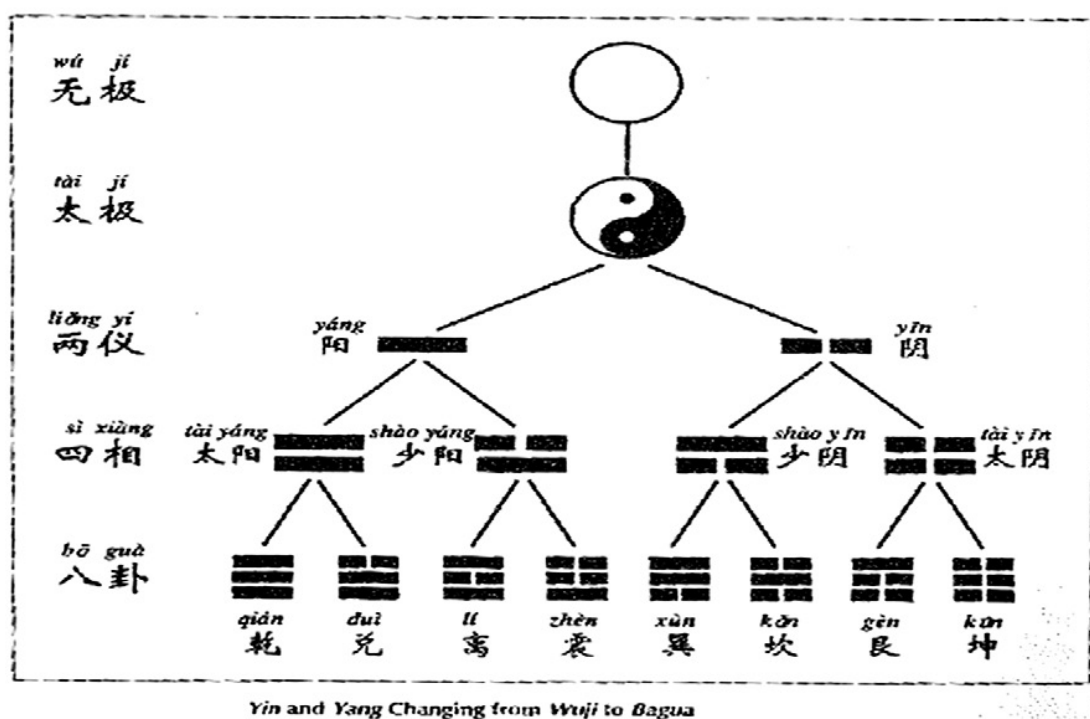 wú jí
无极
tài jí
太极
liǒng yí
两仪
yáng
阳
yīn
阴
sì xiàng
四相
tài yáng
太阳
shào yáng
少阳
shào yīn
少阴
tài yīn
太阴
bō guà
八卦
qián duì lí zhèn xùn kǎn gèn kūn
乾 兑 离 震 巽 坎 艮 坤
Yin and Yang Changing from Wuji to Bagua